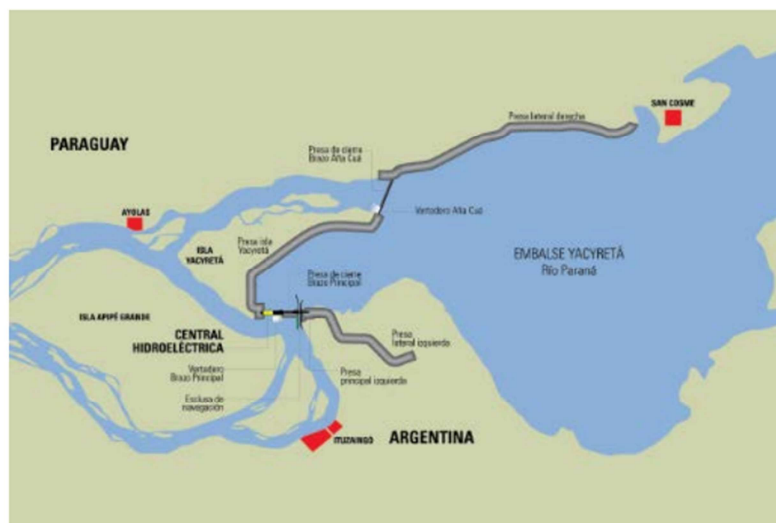 SAN COSME
Presa lateral derecha
PARAGUAY
Presa de cierre
Brazo Aña Cuá
AYOLAS
Vertedero Aña Cuá
ISLA
YACYRETÁ
Presa isla
Yacyretá
EMBALSE YACYRETÁ
Río Paraná
Presa de cierre
Brazo Principal
ISLA APIPÉ GRANDE
CENTRAL
HIDROELÉCTRICA
Presa
lateral izquierda
Vertedero
Brazo Principal
Presa
principal izquierda
Esclusa de
navegación
ITUZAINGÓ
ARGENTINA